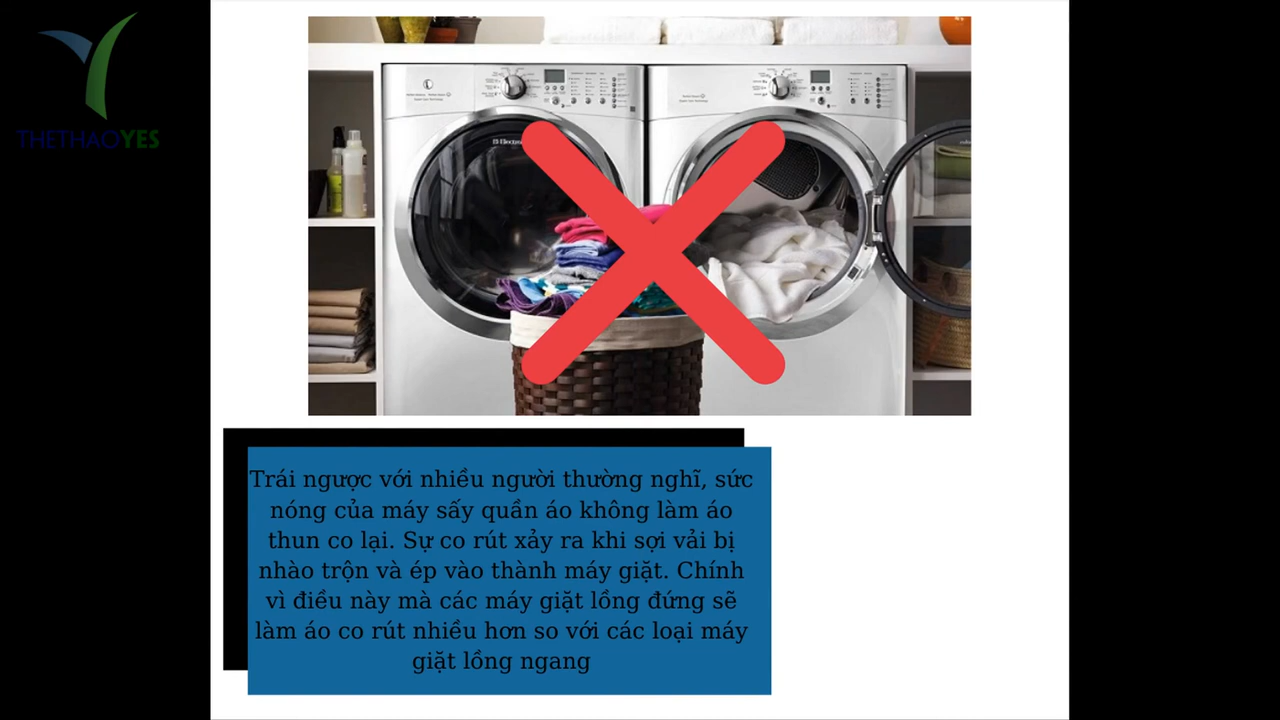 THETHAOYES
Trái ngược với nhiều người thường nghĩ, sức
nóng của máy sấy quần áo không làm áo
thun co lại. Sự co rút xảy ra khi sợi vải bị
nhào trộn và ép vào thành máy giặt. Chính
vì điều này mà các máy giặt lồng đứng sẽ
làm áo co rút nhiều hơn so với các loại máy
giặt lồng ngang